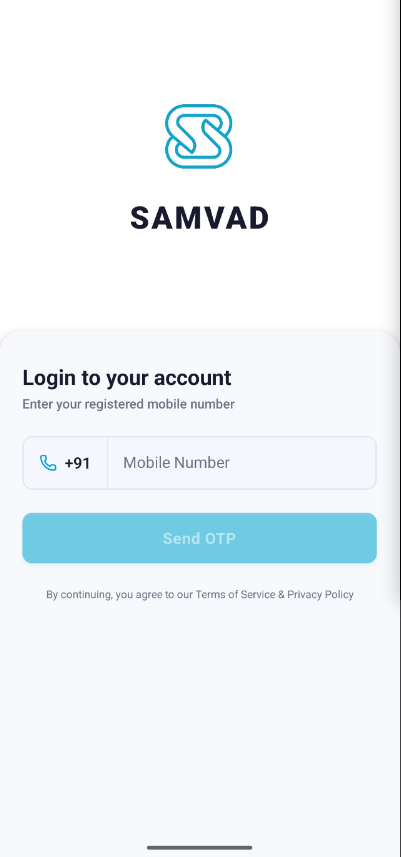 SAMVAD
Login to your account
Enter your registered mobile number
+91 Mobile Number
Send OTP
By continuing, you agree to our Terms of Service & Privacy Policy